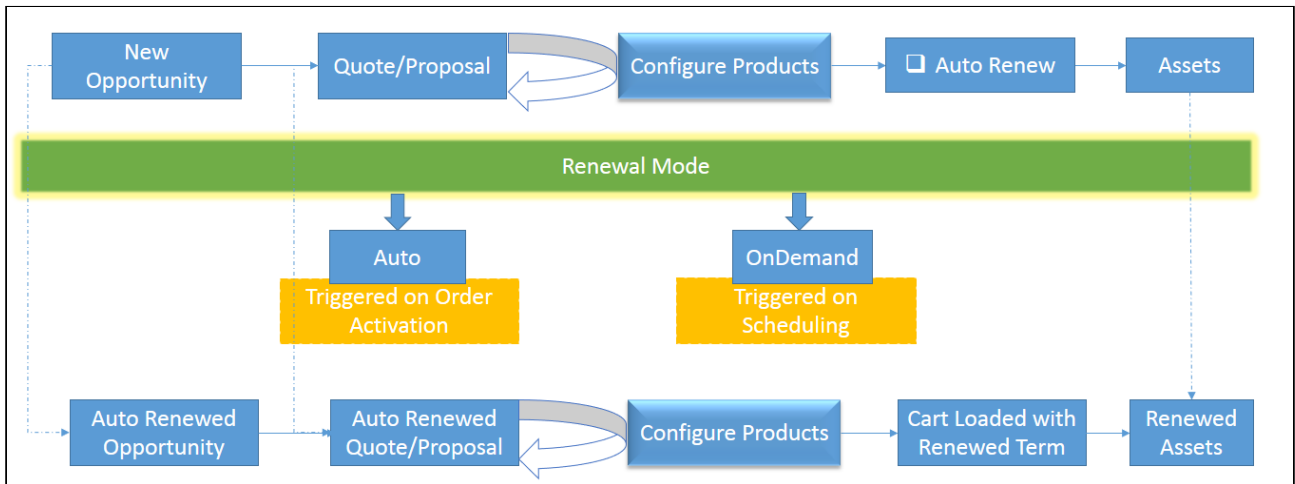 New
Opportunity
Quote/Proposal
Configure Products
❑ Auto Renew
Assets
Renewal Mode
Auto
Triggered on Order
Activation
OnDemand
Triggered on
Scheduling
Auto Renewed
Opportunity
Auto Renewed
Quote/Proposal
Configure Products
Cart Loaded with
Renewed Term
Renewed
Assets